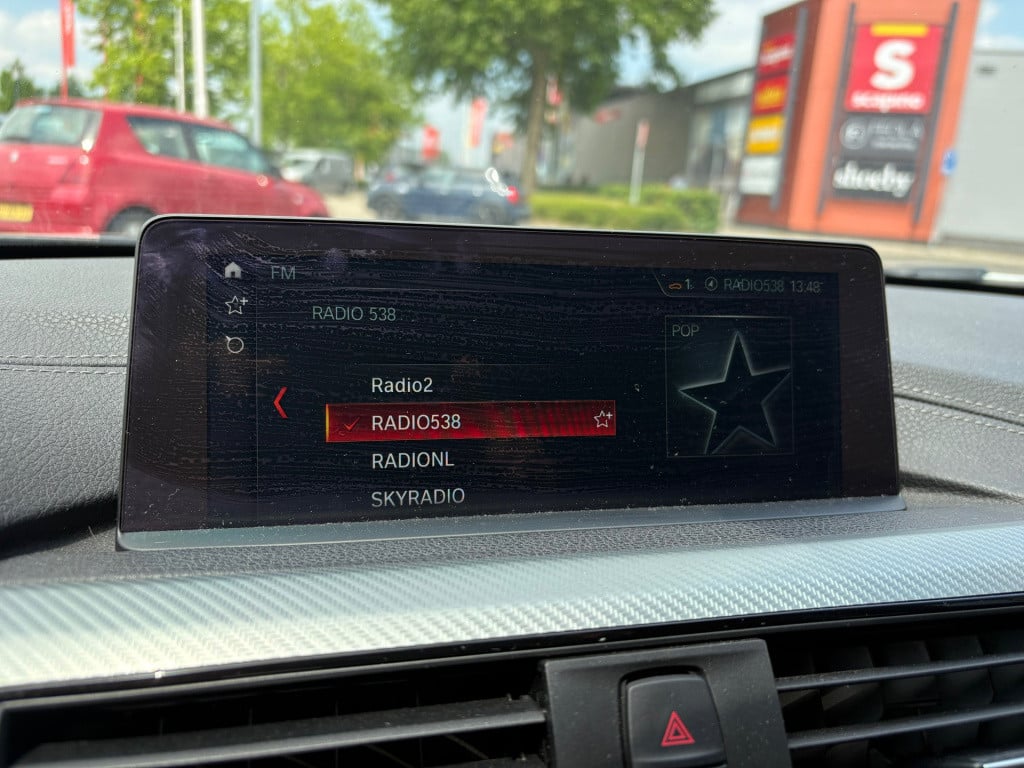 S
scapino
shoeby
FM
1
RADIO538 13:48
RADIO 538
POP
Radio2
RADIO538
RADIONL
SKYRADIO